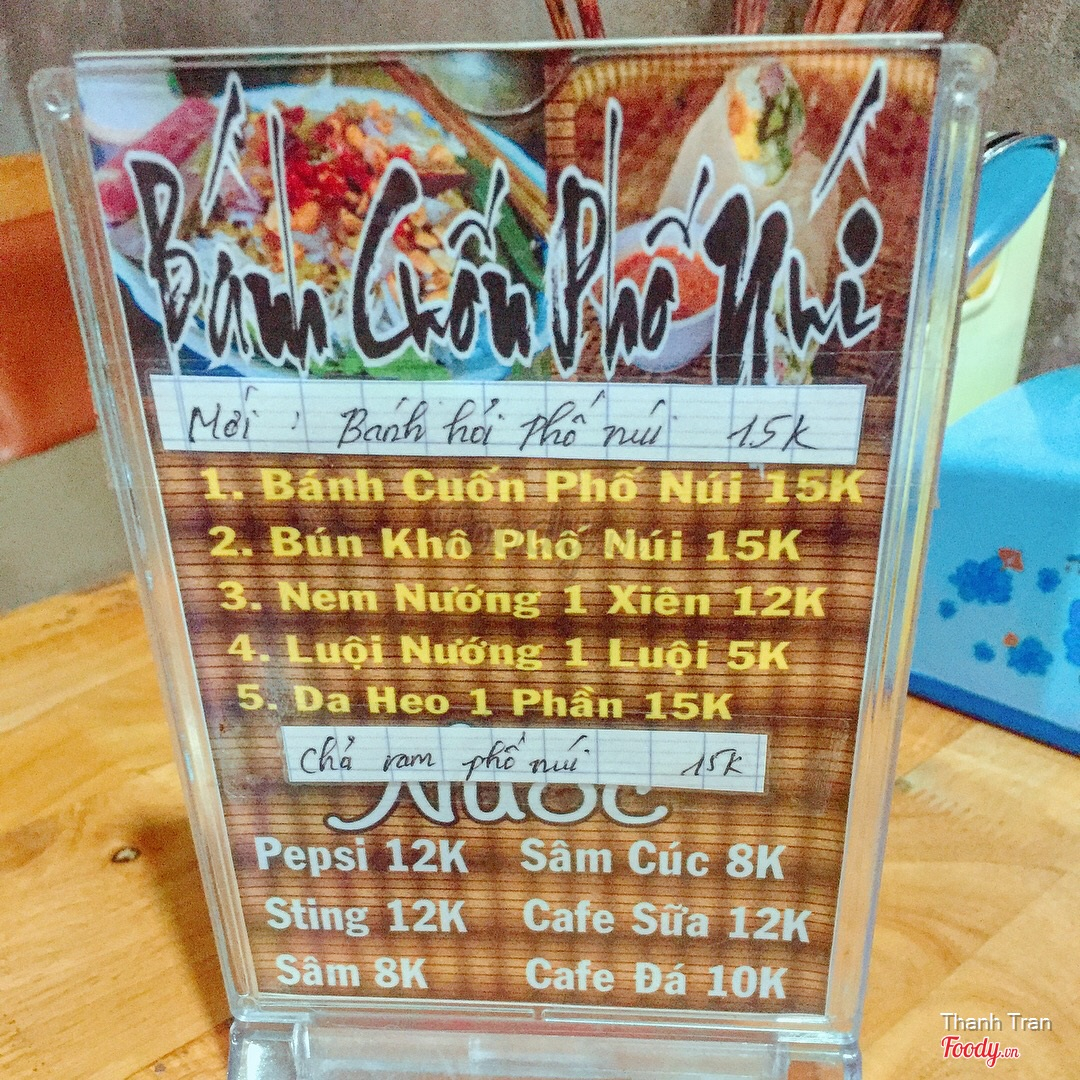 Bánh Cuốn Phố Núi
Mới : Bánh hỏi phố núi 15K
1. Bánh Cuốn Phố Núi 15K
2. Bún Khô Phố Núi 15K
3. Nem Nướng 1 Xiên 12K
4. Luội Nướng 1 Luội 5K
5. Da Heo 1 Phần 15K
Chả ram phố núi 15K
Nước
Pepsi 12K Sâm Cúc 8K
Sting 12K Cafe Sữa 12K
Sâm 8K Cafe Đá 10K
Thanh Tran
Foody.vn